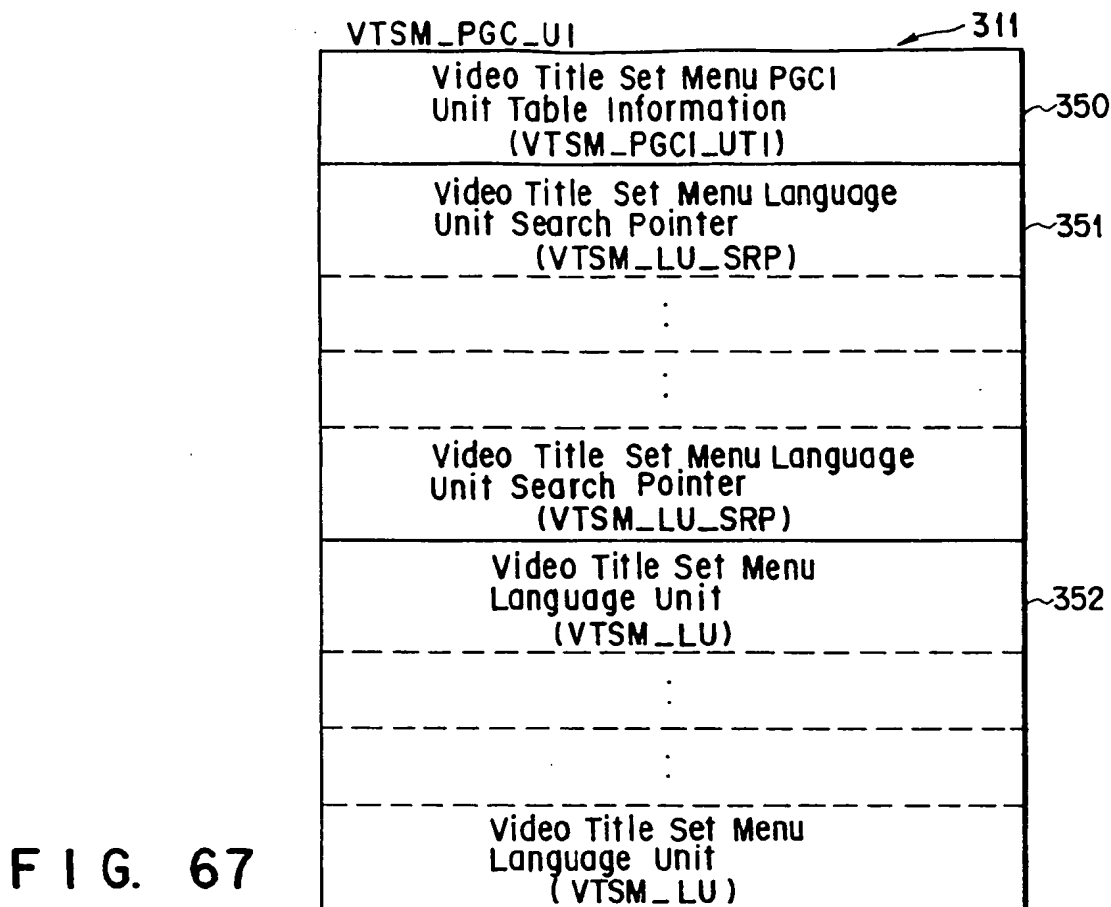 VTSM_PGC_UI
311
Video Title Set Menu PGCI
Unit Table Information
(VTSM_PGCI_UTI)
350
Video Title Set Menu Language
Unit Search Pointer
(VTSM_LU_SRP)
351
Video Title Set Menu Language
Unit Search Pointer
(VTSM_LU_SRP)
Video Title Set Menu
Language Unit
(VTSM_LU)
352
Video Title Set Menu
Language Unit
(VTSM_LU)
FIG. 67